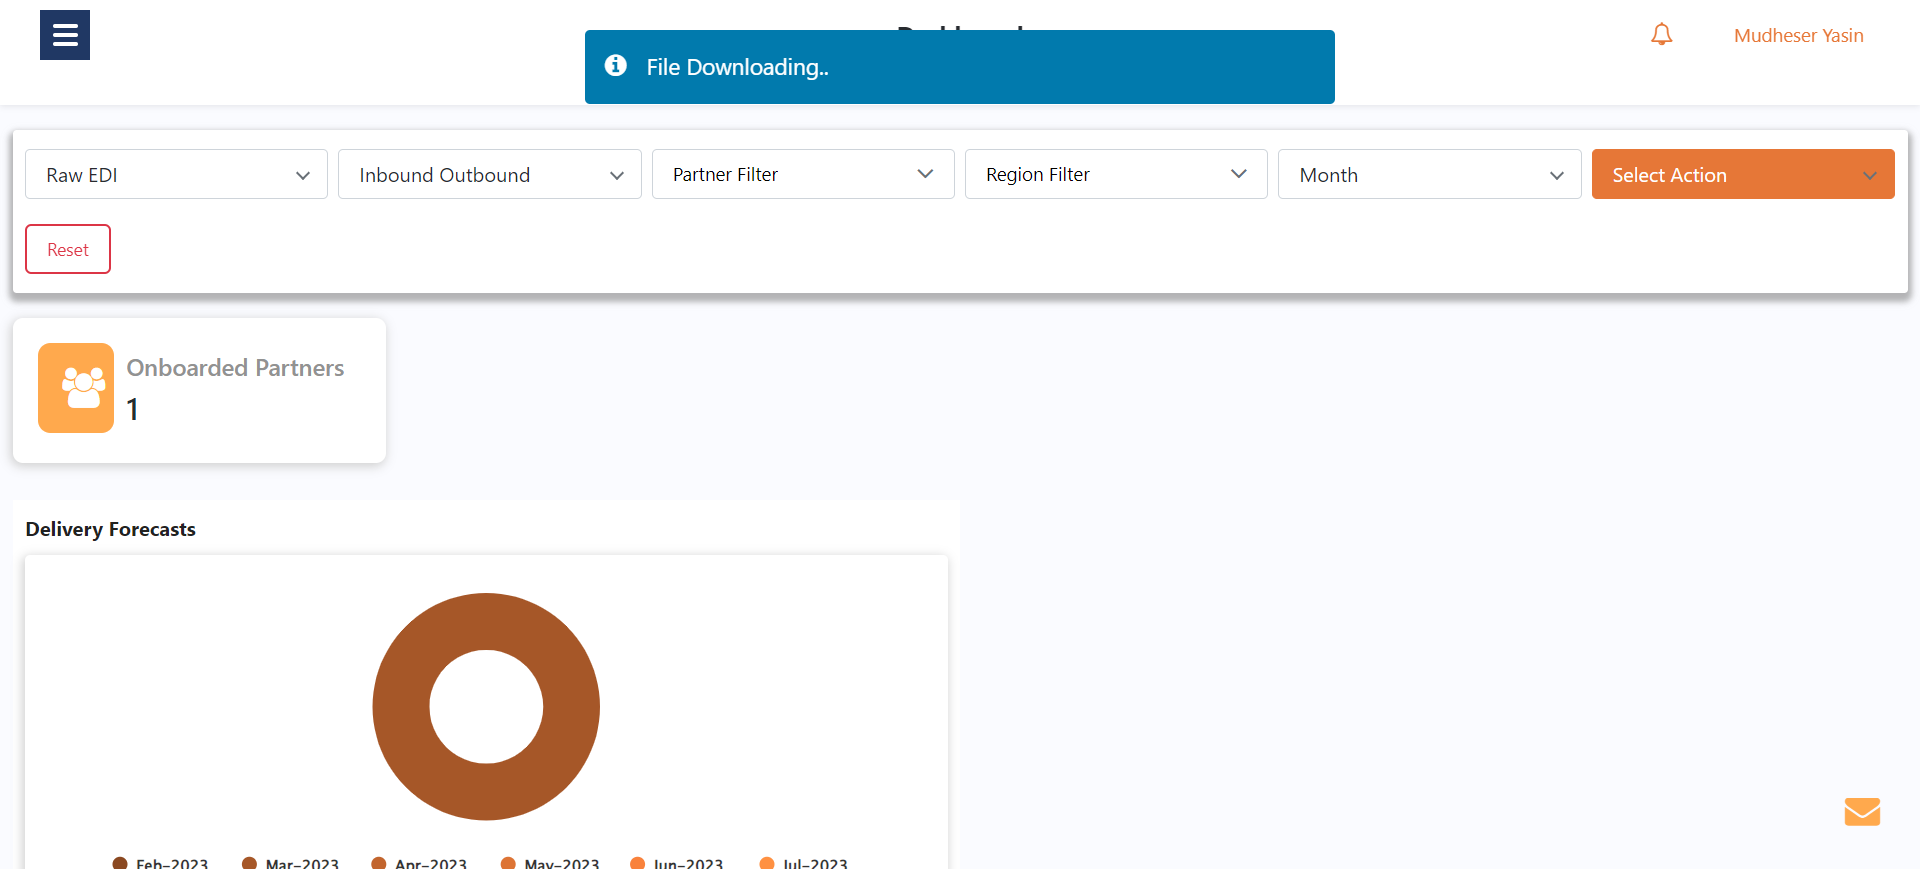 File Downloading..
Mudheser Yasin
Raw EDI
Inbound Outbound
Partner Filter
Region Filter
Month
Select Action
Reset
Onboarded Partners
1
Delivery Forecasts
Feb-2023
Mar-2023
Apr-2023
May-2023
Jun-2023
Jul-2023